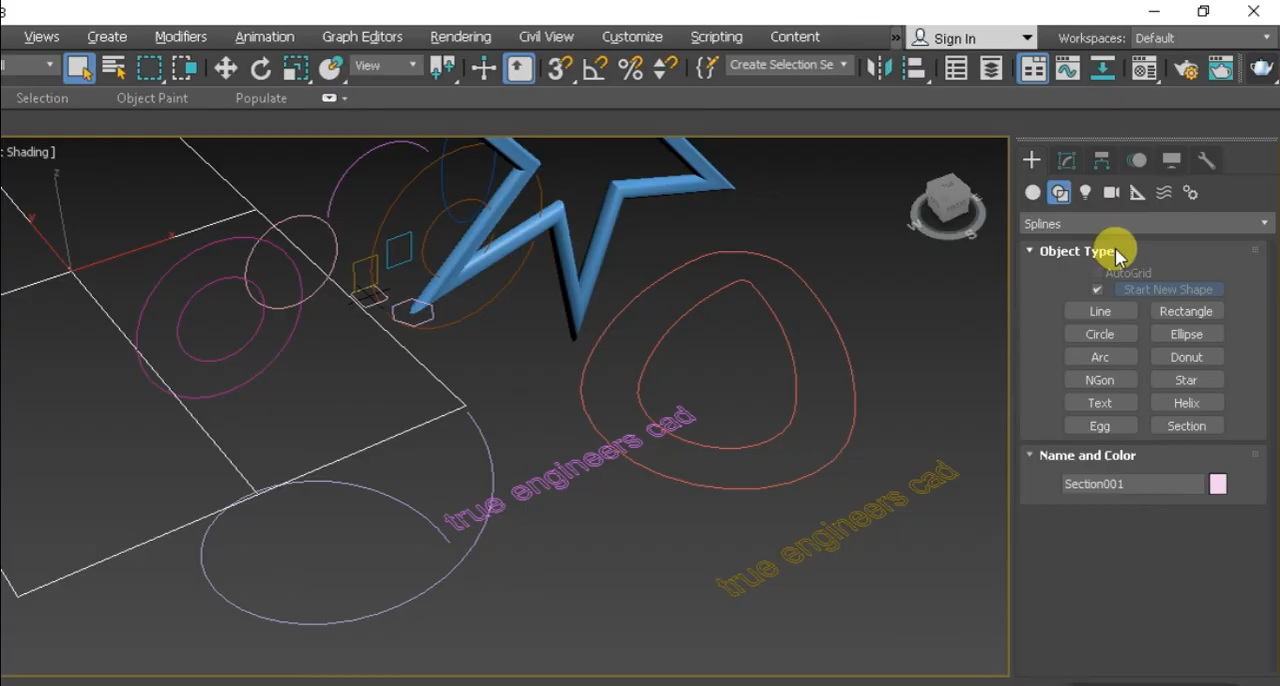 Views Create Modifiers Animation Graph Editors Rendering Civil View Customize Scripting Content » Sign In Workspaces: Default
View Create Selection Se
Selection Object Paint Populate
: Shading ]
z
y
x
W
S
Splines
Object Type
AutoGrid
Start New Shape
Line Rectangle
Circle Ellipse
Arc Donut
NGon Star
Text Helix
Egg Section
Name and Color
Section001
true engineers cad
true engineers cad